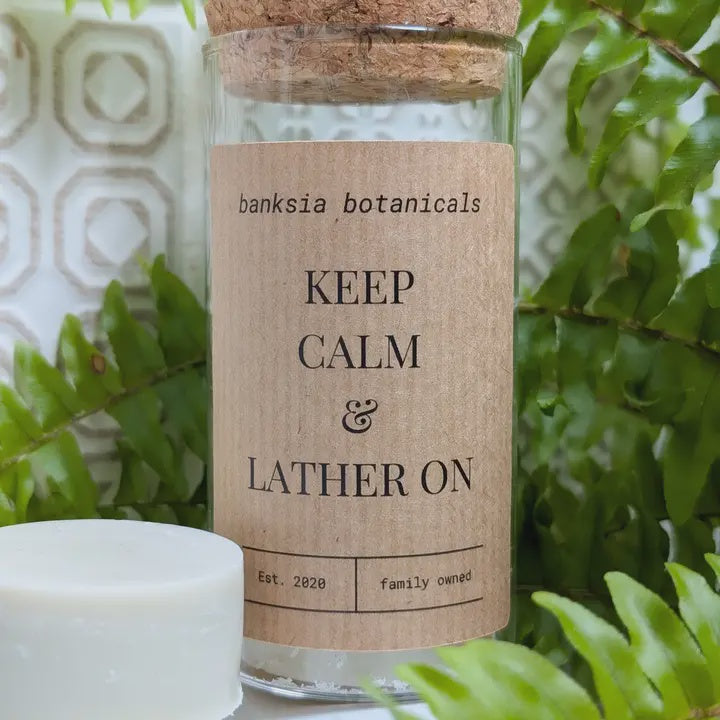 banksia botanicals
KEEP
CALM
&
LATHER ON
Est. 2020
family owned